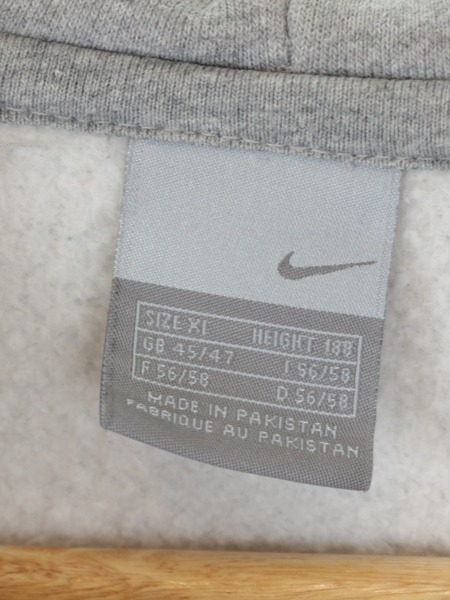 SIZE XL HEIGHT 188
GB 45/47 I 56/58
F 56/58 D 56/58
MADE IN PAKISTAN
FABRIQUE AU PAKISTAN